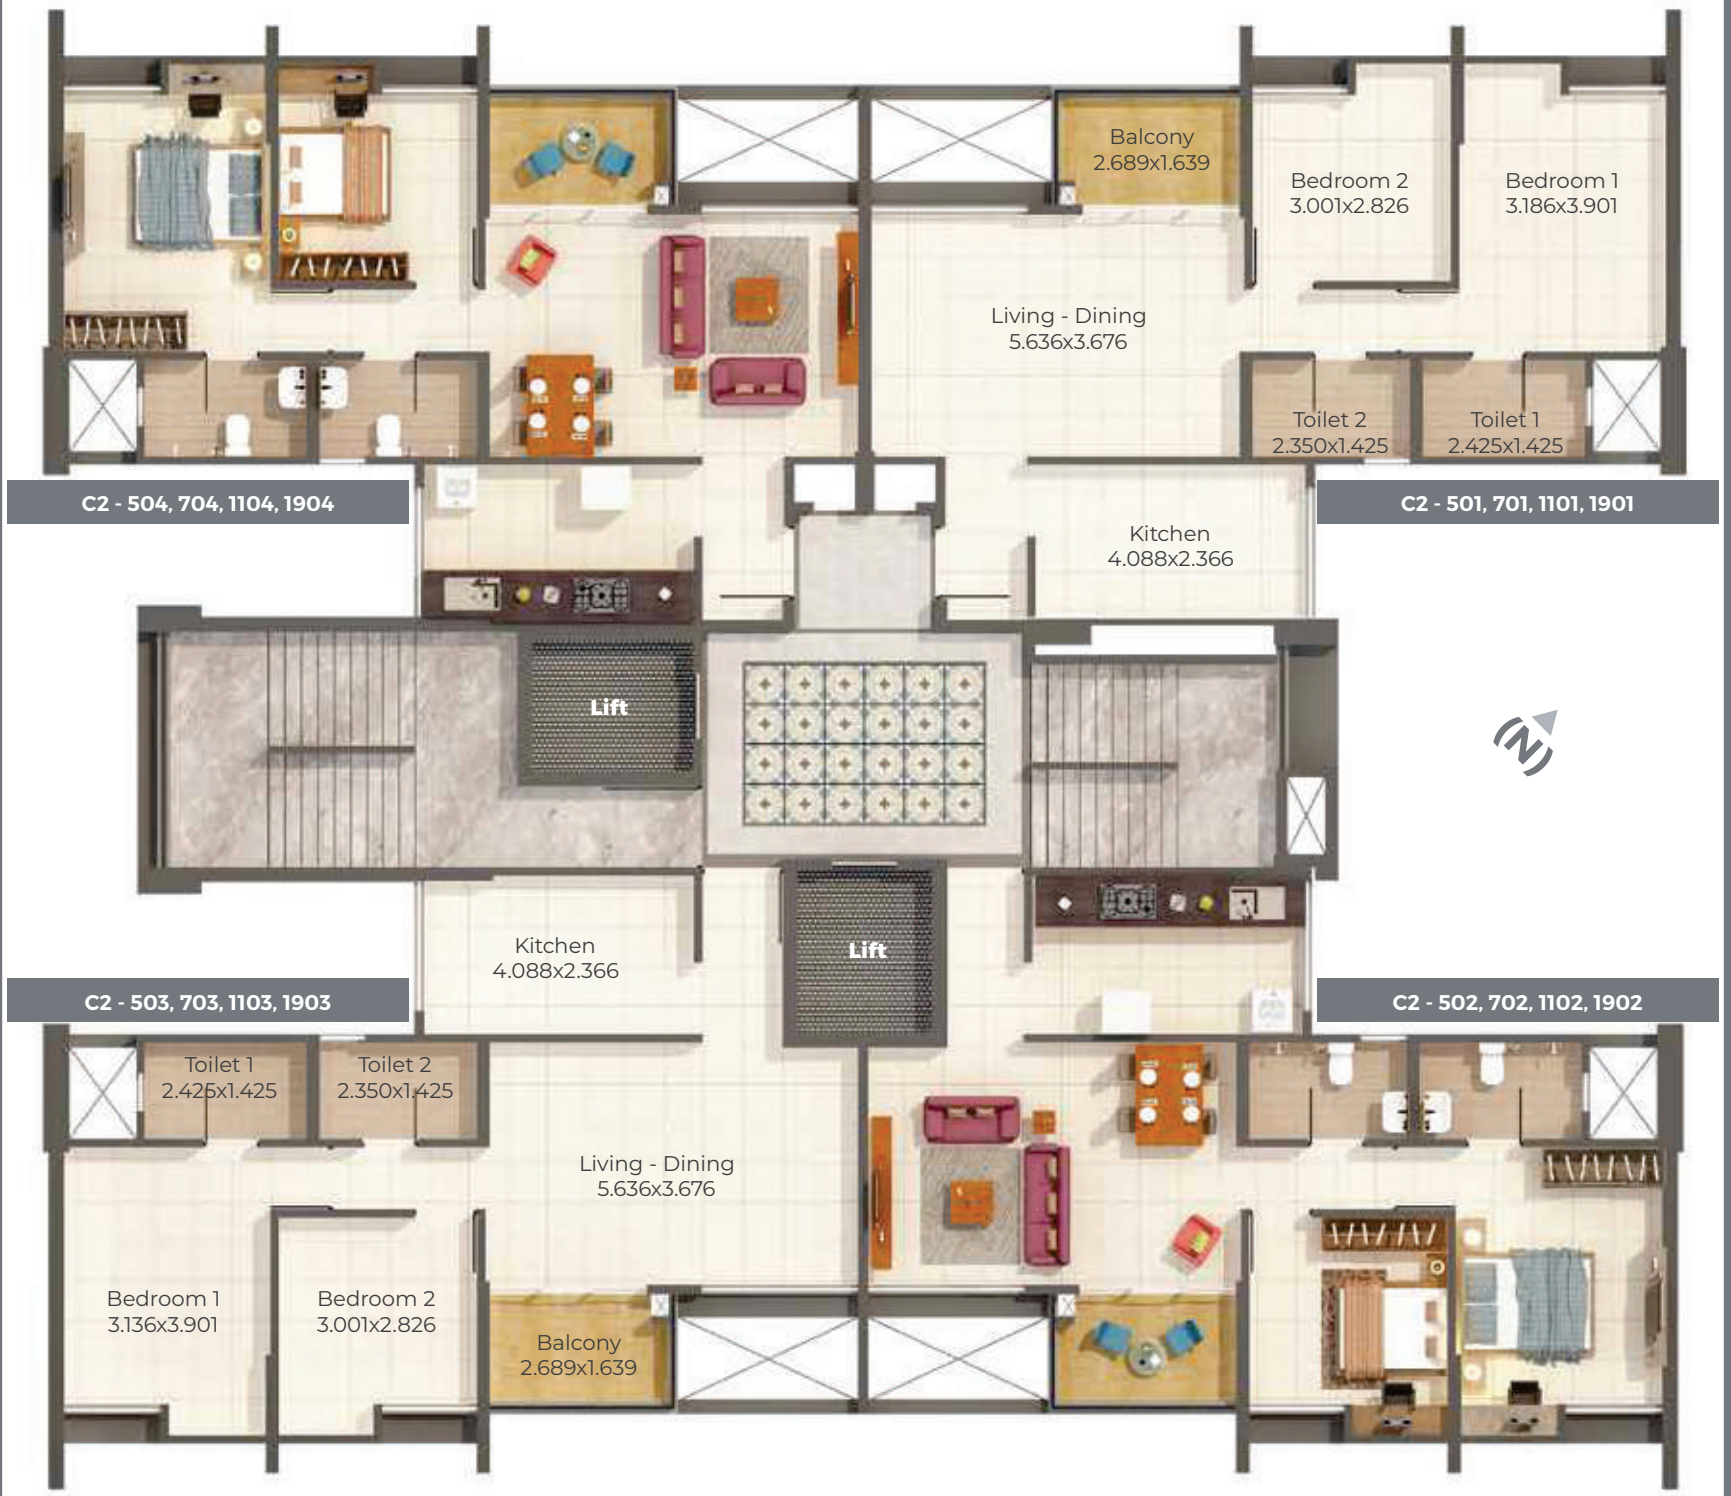 Balcony
2.689x1.639
Bedroom 2
3.001x2.826
Bedroom 1
3.186x3.901
Living - Dining
5.636x3.676
Toilet 2
2.350x1.425
Toilet 1
2.425x1.425
C2 - 504, 704, 1104, 1904
C2 - 501, 701, 1101, 1901
Kitchen
4.088x2.366
Lift
N
Kitchen
4.088x2.366
Lift
C2 - 503, 703, 1103, 1903
C2 - 502, 702, 1102, 1902
Toilet 1
2.425x1.425
Toilet 2
2.350x1.425
Living - Dining
5.636x3.676
Bedroom 1
3.136x3.901
Bedroom 2
3.001x2.826
Balcony
2.689x1.639